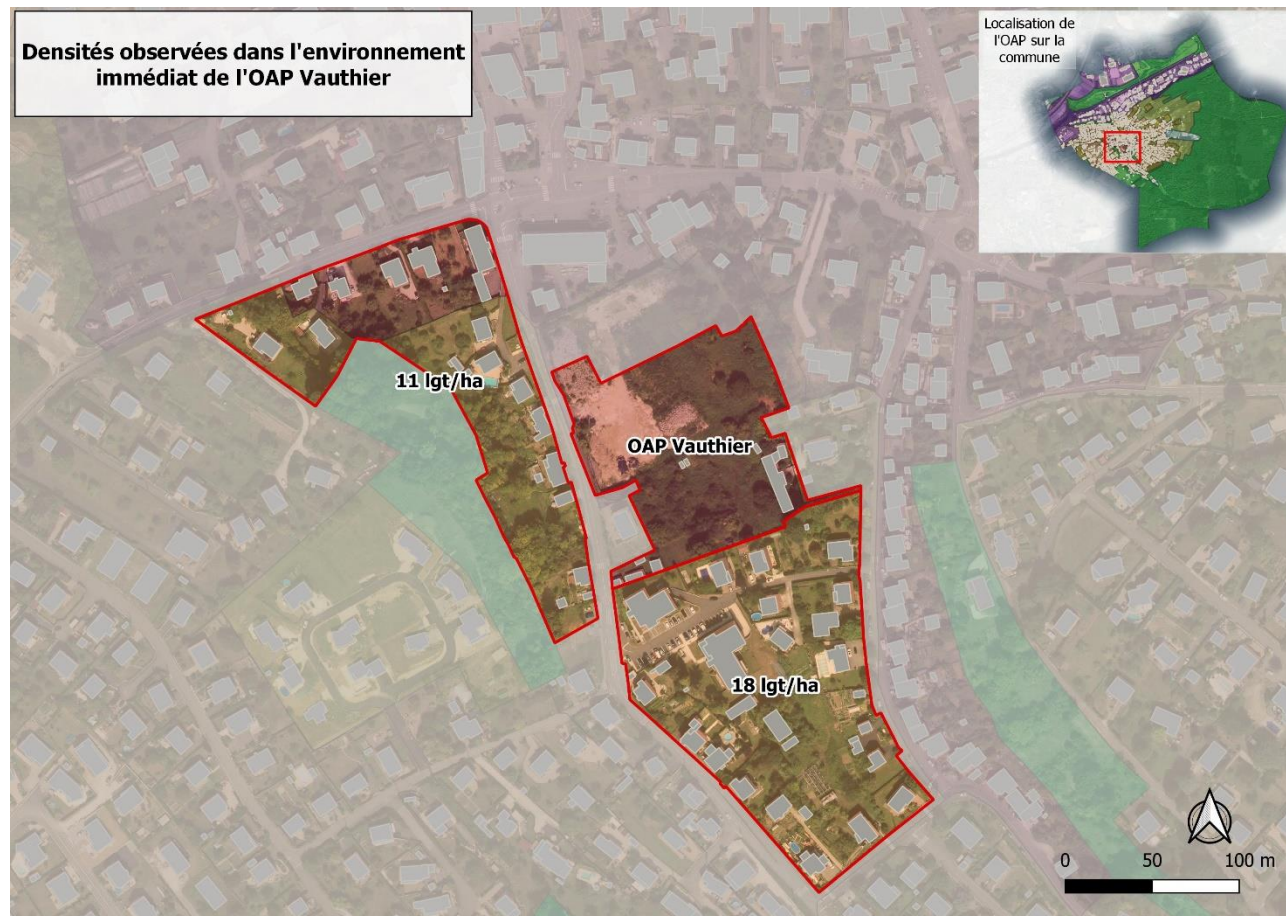 Densités observées dans l'environnement
immédiat de l'OAP Vauthier
Localisation de
l'OAP sur la
commune
11 lgt/ha
OAP Vauthier
18 lgt/ha
0 50 100 m